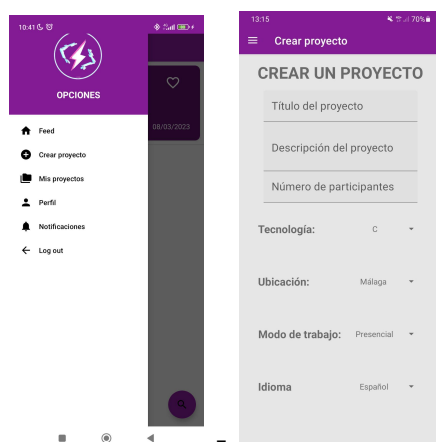 10:41
OPCIONES
08/03/2023
Feed
Crear proyecto
Mis proyectos
Perfil
Notificaciones
Log out
13:15
70%
Crear proyecto
CREAR UN PROYECTO
Título del proyecto
Descripción del proyecto
Número de participantes
Tecnología: C
Ubicación: Málaga
Modo de trabajo: Presencial
Idioma Español